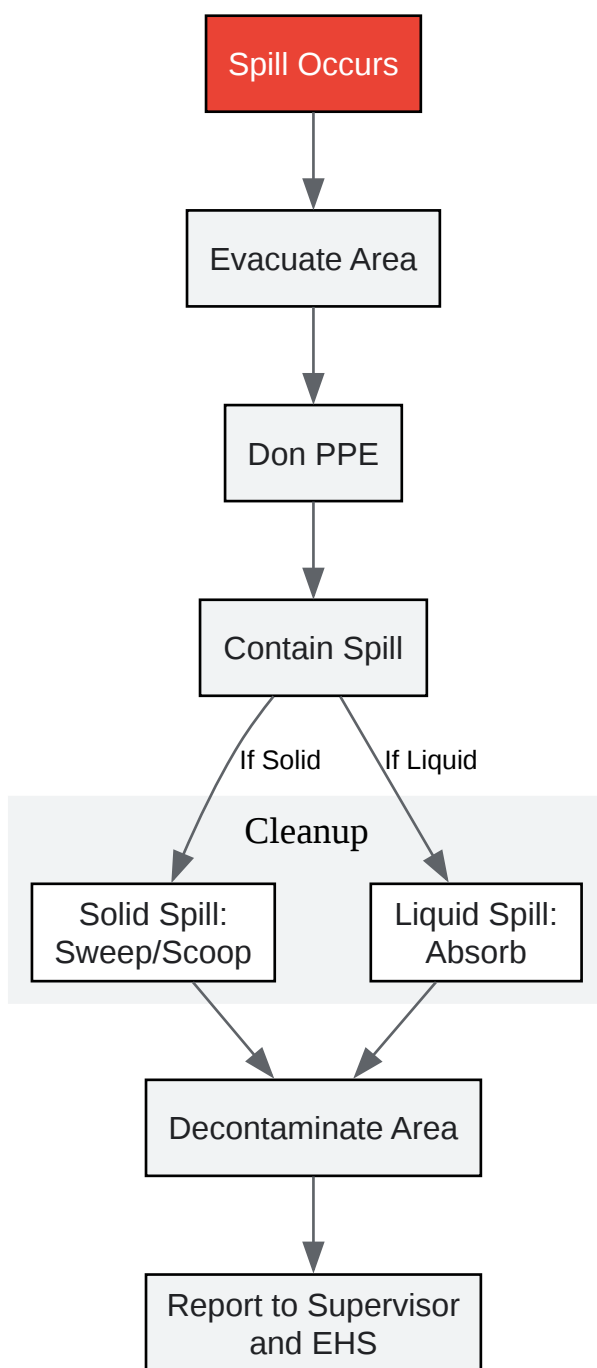 Spill Occurs
Evacuate Area
Don PPE
Contain Spill
If Solid
If Liquid
Cleanup
Solid Spill:
Sweep/Scoop
Liquid Spill:
Absorb
Decontaminate Area
Report to Supervisor
and EHS